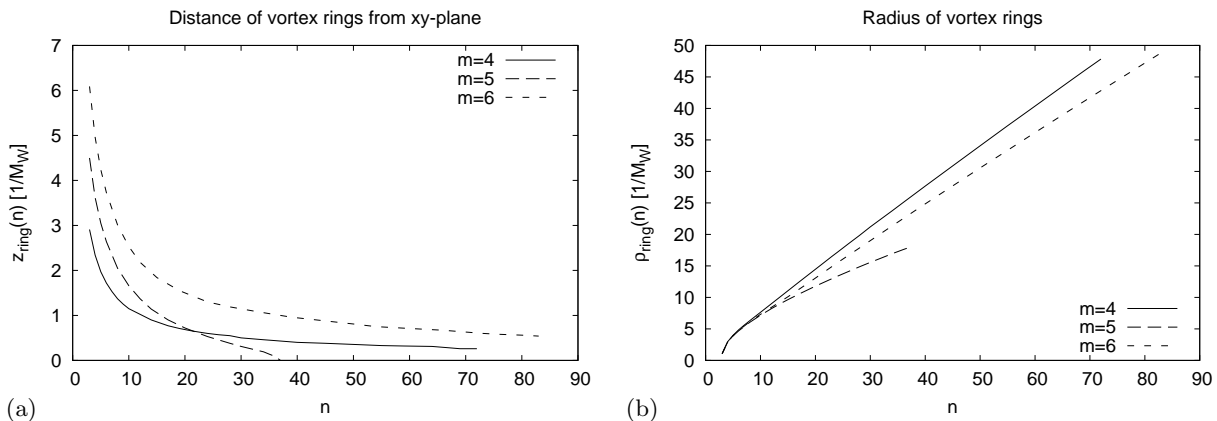 Distance of vortex rings from xy-plane
7
6
5
4
3
2
1
0
z_ring(n) [1/M_W]
m=4
m=5
m=6
0 10 20 30 40 50 60 70 80 90
n
(a)
Radius of vortex rings
50
45
40
35
30
25
20
15
10
5
0
ρ_ring(n) [1/M_W]
m=4
m=5
m=6
0 10 20 30 40 50 60 70 80 90
n
(b)